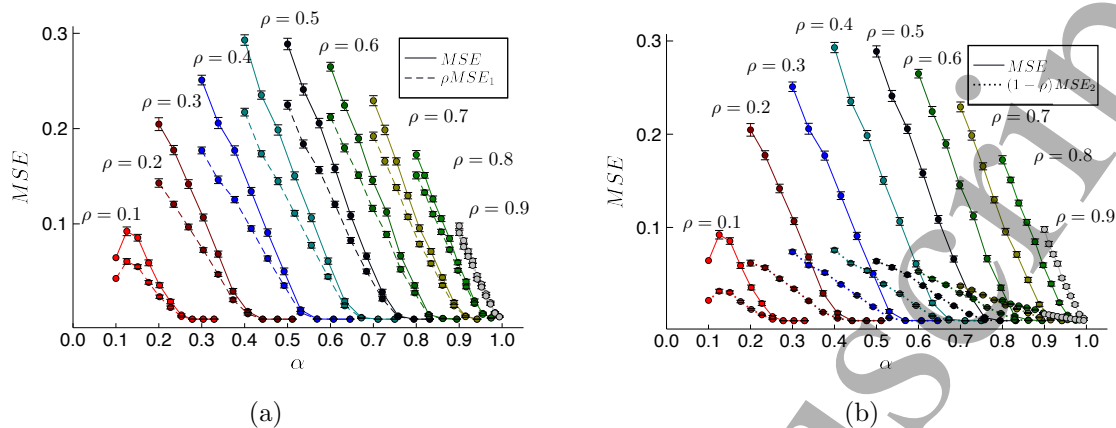 0.3
0.2
0.1
0.0
MSE
0.0 0.1 0.2 0.3 0.4 0.5 0.6 0.7 0.8 0.9 1.0
α
ρ = 0.1
ρ = 0.2
ρ = 0.3
ρ = 0.4
ρ = 0.5
ρ = 0.6
ρ = 0.7
ρ = 0.8
ρ = 0.9
MSE
ρMSE₁
(a)
0.3
0.2
0.1
0.0
MSE
0.0 0.1 0.2 0.3 0.4 0.5 0.6 0.7 0.8 0.9 1.0
α
ρ = 0.1
ρ = 0.2
ρ = 0.3
ρ = 0.4
ρ = 0.5
ρ = 0.6
ρ = 0.7
ρ = 0.8
ρ = 0.9
MSE
(1 − ρ)MSE₂
(b)